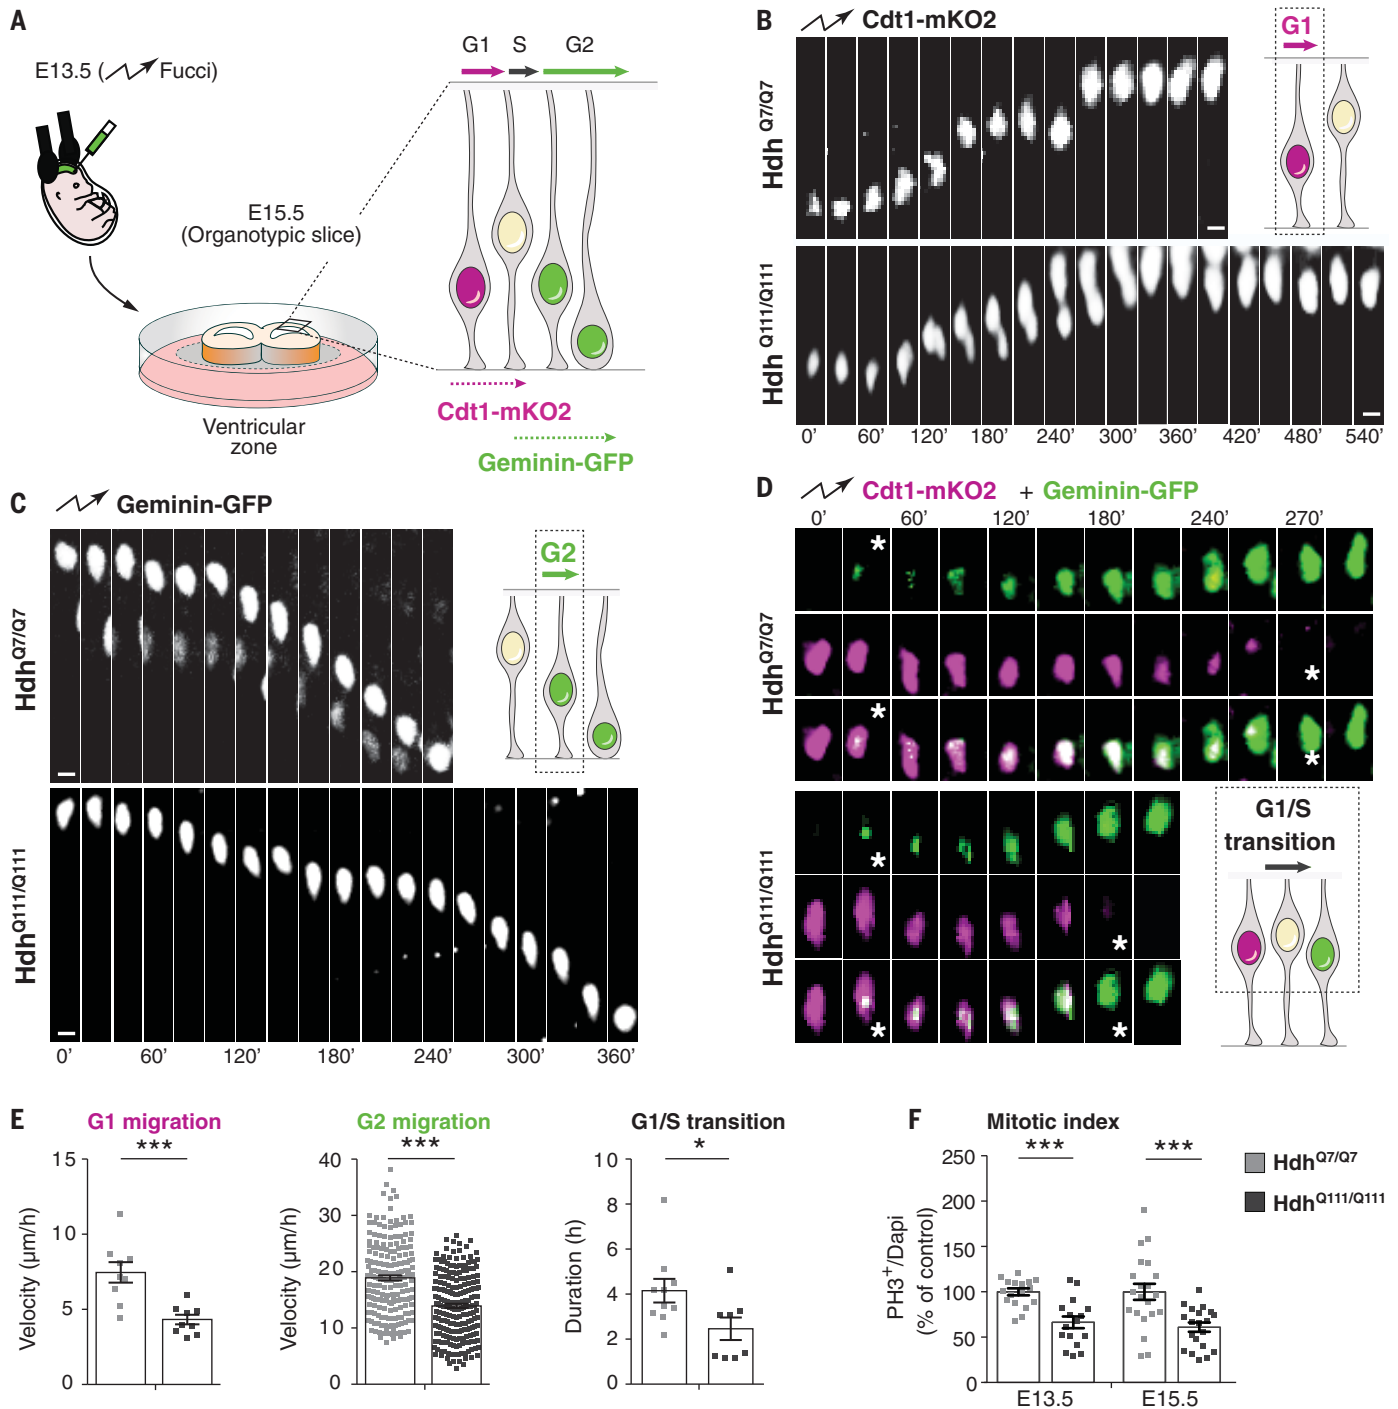 A
E13.5 ( Fucci)
G1 S G2
E15.5
(Organotypic slice)
Ventricular
zone
Cdt1-mKO2
Geminin-GFP
B
Cdt1-mKO2
G1
Hdh Q7/Q7
Hdh Q111/Q111
0’ 60’ 120’ 180’ 240’ 300’ 360’ 420’ 480’ 540’
C
Geminin-GFP
G2
Hdh Q7/Q7
Hdh Q111/Q111
0’ 60’ 120’ 180’ 240’ 300’ 360’
D
Cdt1-mKO2 + Geminin-GFP
0’ 60’ 120’ 180’ 240’ 270’
*
*
*
*
Hdh Q7/Q7
*
*
*
*
Hdh Q111/Q111
G1/S
transition
E
G1 migration
***
Velocity (µm/h)
15
10
5
0
G2 migration
***
Velocity (µm/h)
40
30
20
10
0
G1/S transition
*
Duration (h)
10
8
6
4
2
0
F
Mitotic index
*** ***
PH3+/Dapi
(% of control)
250
200
150
100
50
0
E13.5 E15.5
Hdh Q7/Q7
Hdh Q111/Q111